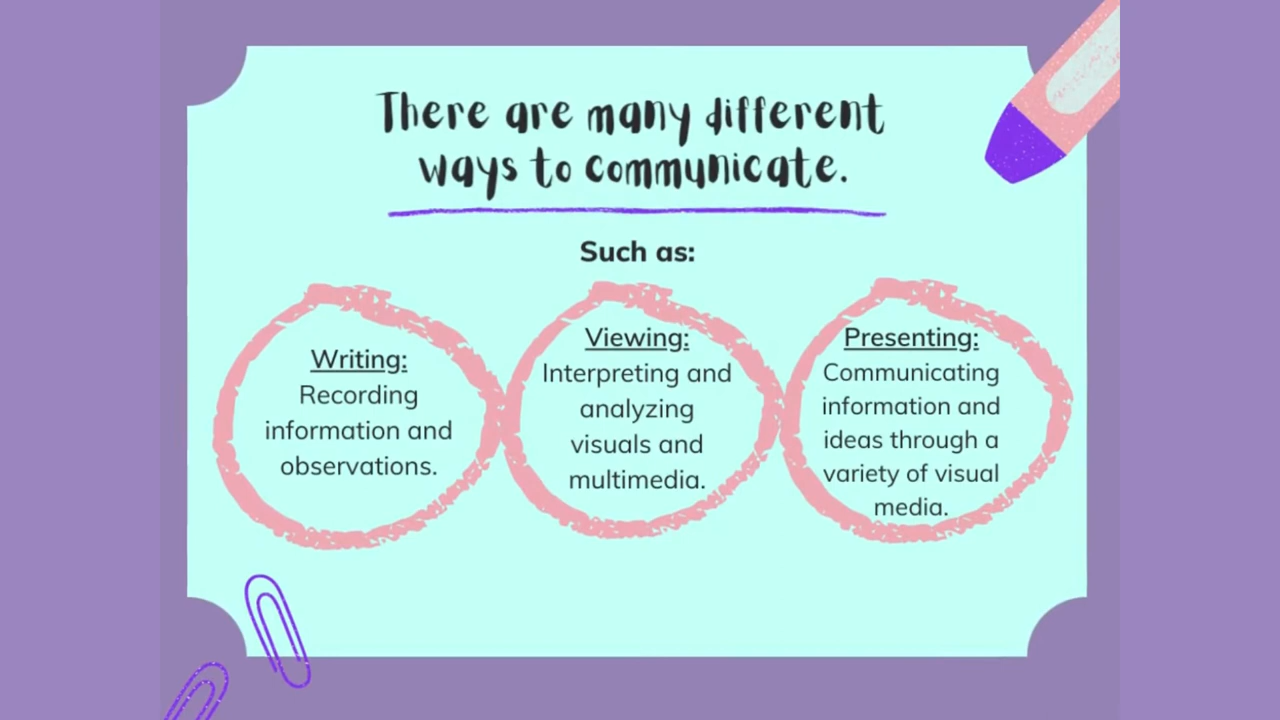 There are many different
ways to communicate.
Such as:
Writing:
Recording
information and
observations.
Viewing:
Interpreting and
analyzing
visuals and
multimedia.
Presenting:
Communicating
information and
ideas through a
variety of visual
media.